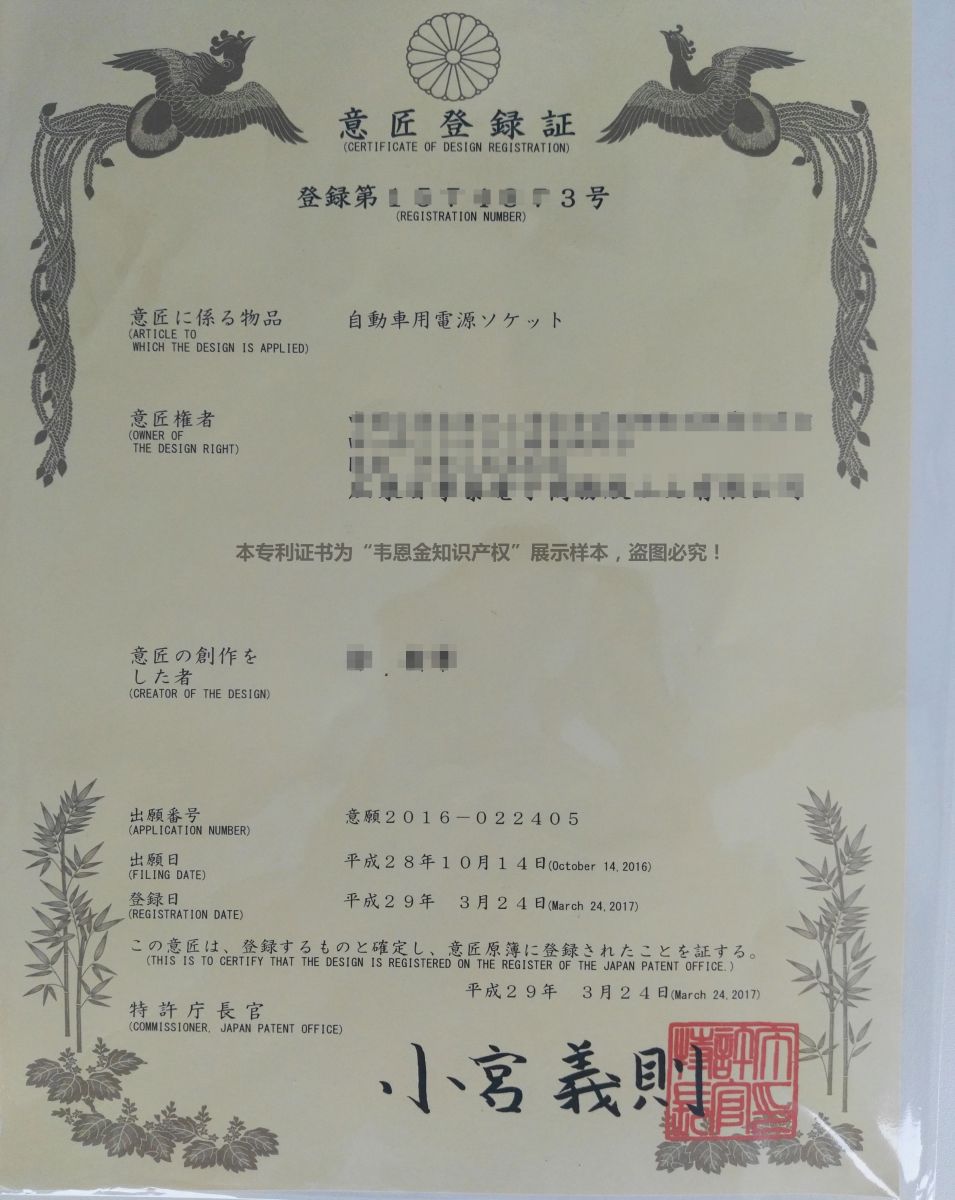 意匠登録証
(CERTIFICATE OF DESIGN REGISTRATION)
登録第 3号
(REGISTRATION NUMBER)
意匠に係る物品 自動車用電源ソケット
(ARTICLE TO
WHICH THE DESIGN IS APPLIED)
意匠権者
(OWNER OF
THE DESIGN RIGHT)
本专利证书为“韦恩金知识产权”展示样本，盗图必究！
意匠の創作を
した者
(CREATOR OF THE DESIGN)
出願番号 意願2016－022405
(APPLICATION NUMBER)
出願日 平成28年10月14日(October 14,2016)
(FILING DATE)
登録日 平成29年 3月24日(March 24,2017)
(REGISTRATION DATE)
この意匠は、登録するものと確定し、意匠原簿に登録されたことを証する。
(THIS IS TO CERTIFY THAT THE DESIGN IS REGISTERED ON THE REGISTER OF THE JAPAN PATENT OFFICE.)
平成29年 3月24日(March 24,2017)
特許庁長官
(COMMISSIONER, JAPAN PATENT OFFICE)
小宮義則